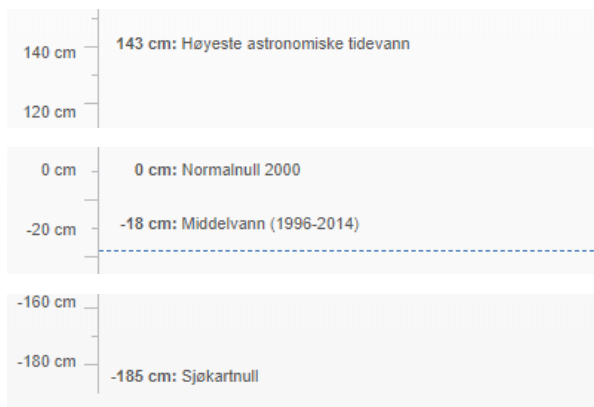 140 cm
143 cm: Høyeste astronomiske tidevann
120 cm
0 cm
0 cm: Normalnull 2000
-20 cm
-18 cm: Middelvann (1996-2014)
-160 cm
-180 cm
-185 cm: Sjøkartnull